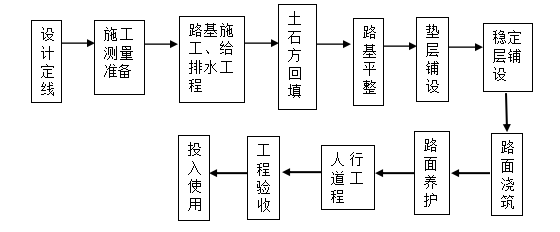 设计定线
施工
测量
准备
路基施
工、给
排水工
程
土石方回填
路基平整
垫层铺设
稳定
层铺
设
路面浇筑
路面养护
人行
道工
程
工程验收
投入使用